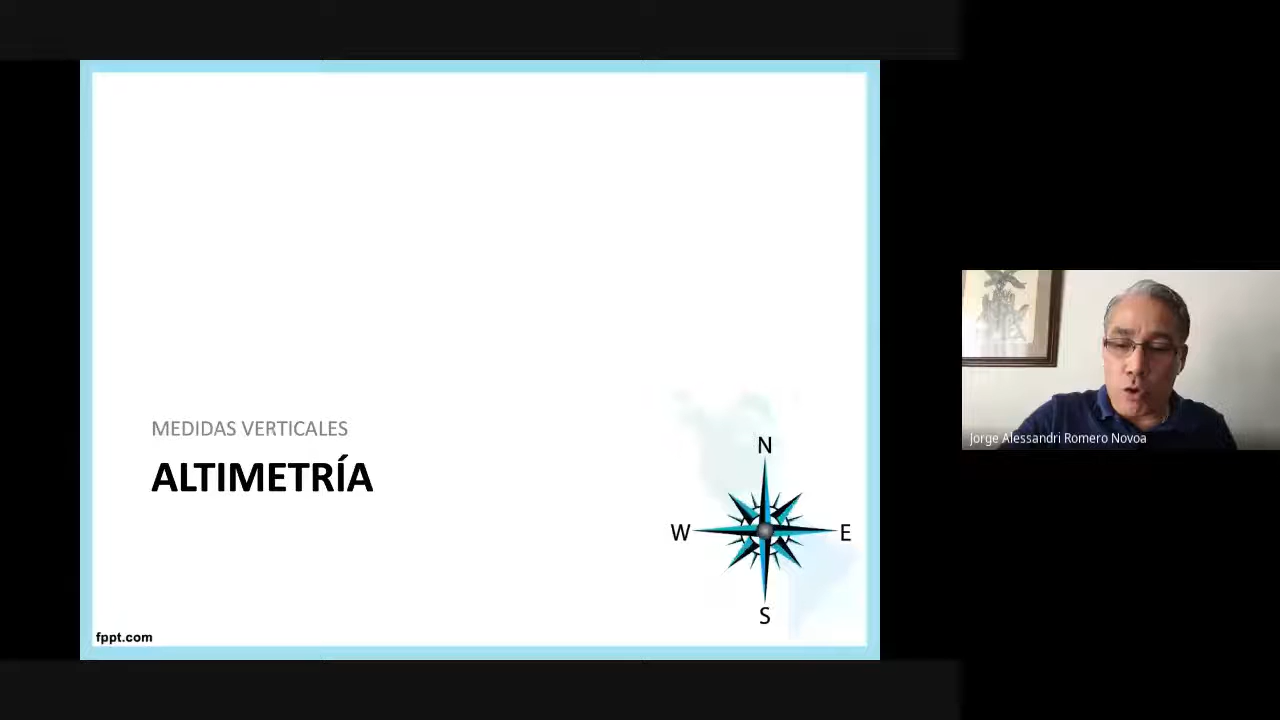 MEDIDAS VERTICALES
ALTIMETRÍA
N
W
E
S
fppt.com
Jorge Alessandri Romero Novoa